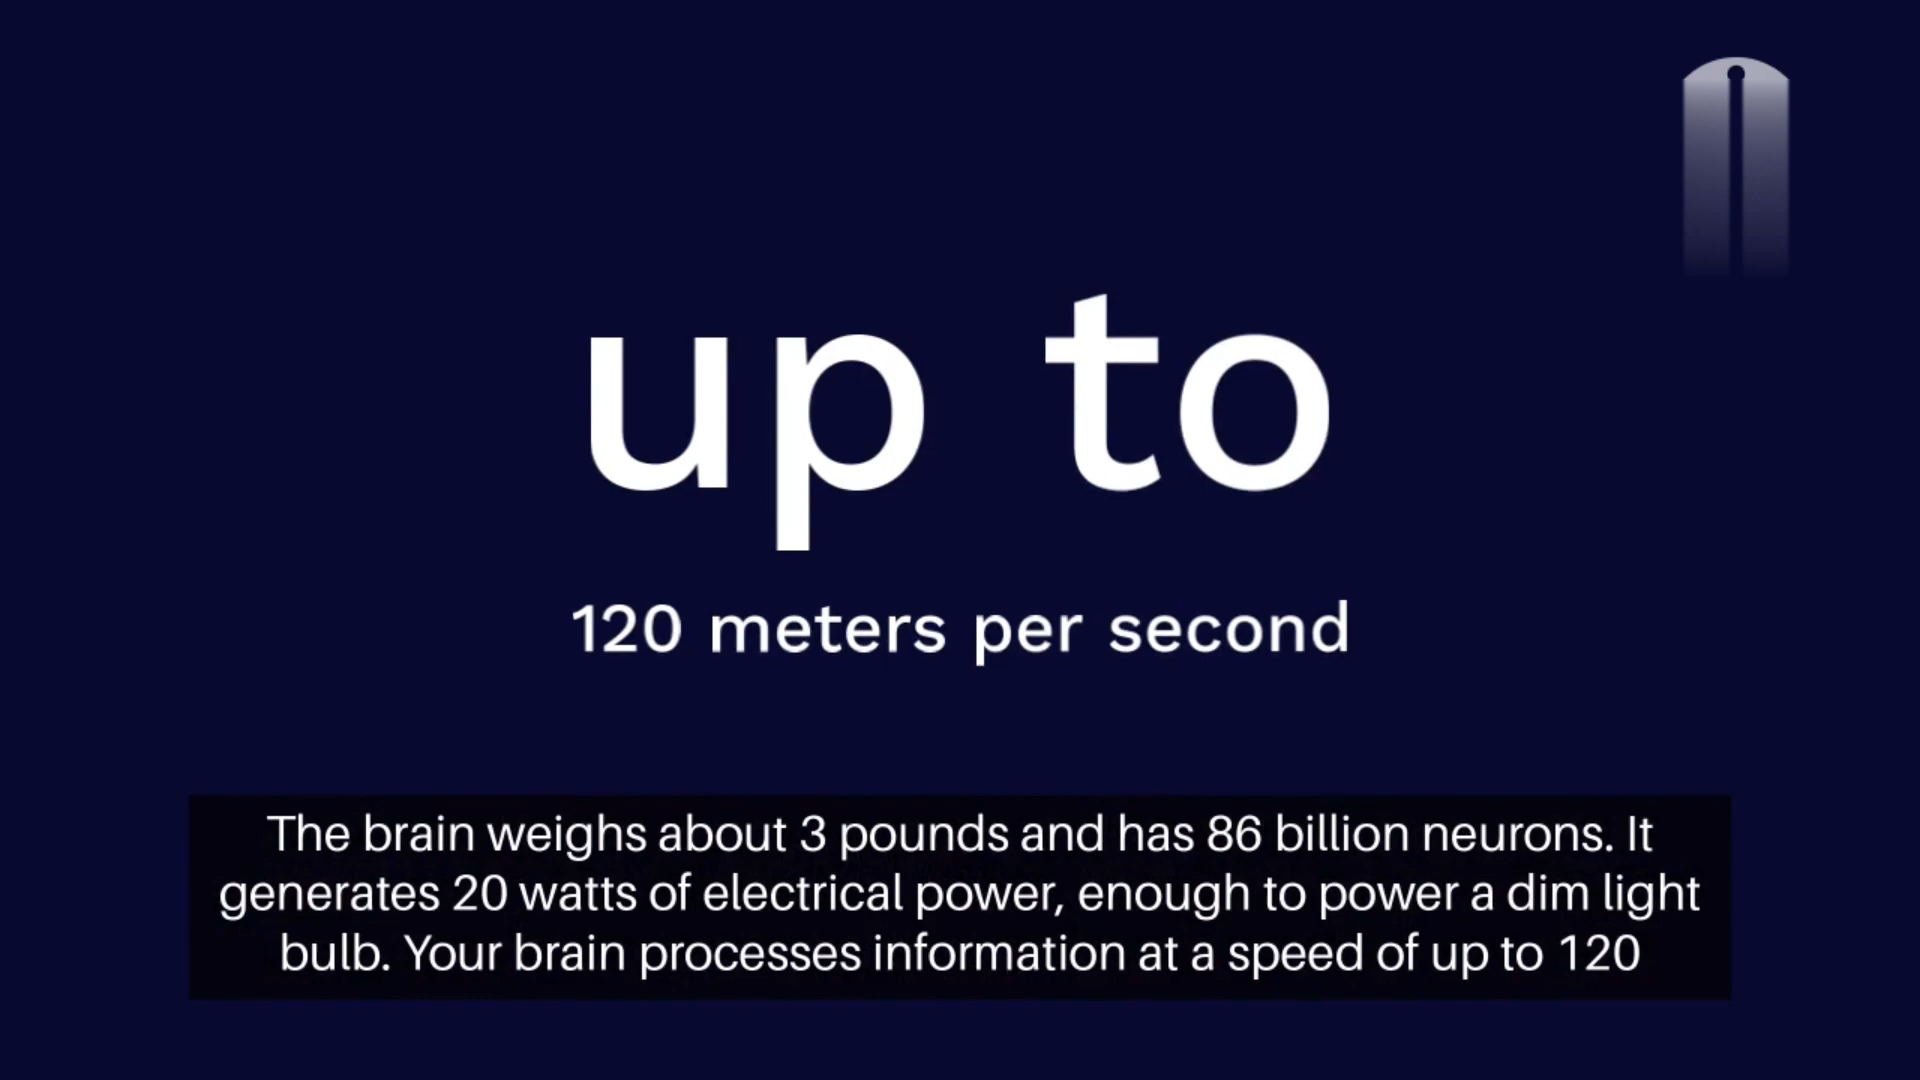 up to
120 meters per second
The brain weighs about 3 pounds and has 86 billion neurons. It
generates 20 watts of electrical power, enough to power a dim light
bulb. Your brain processes information at a speed of up to 120